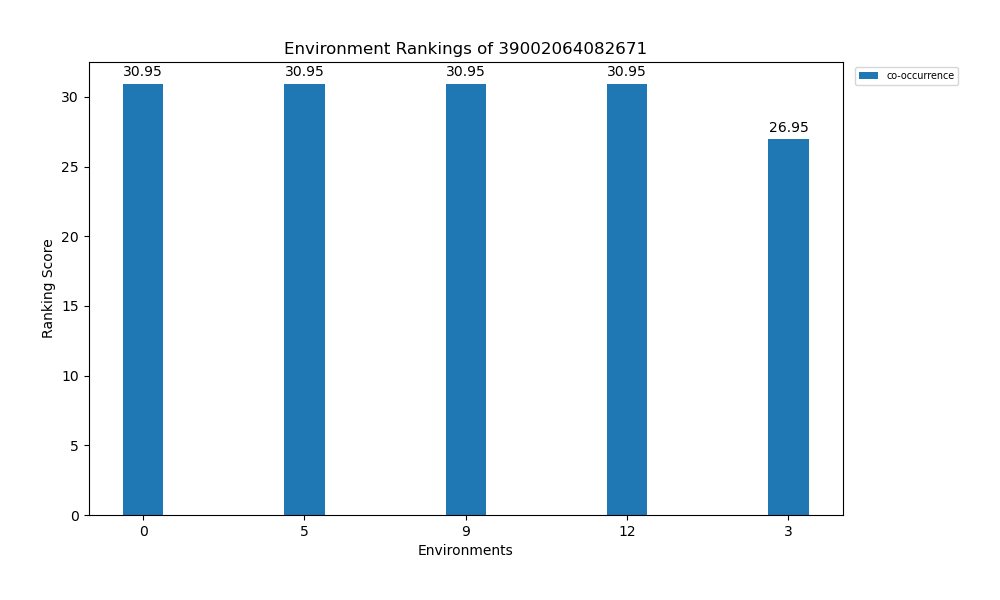 Environment Rankings of 39002064082671
30.95 30.95 30.95 30.95
26.95
co-occurrence
30
25
20
15
10
5
0
Ranking Score
0 5 9 12 3
Environments